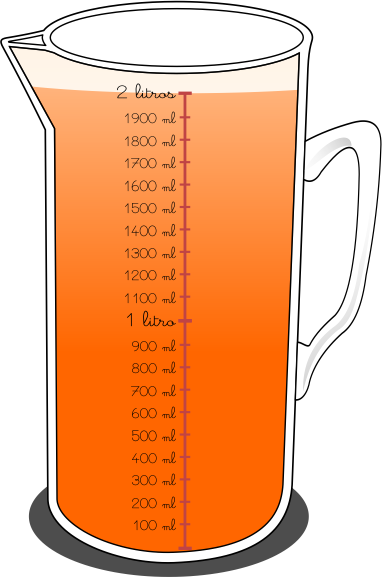 2 litros
1900 ml
1800 ml
1700 ml
1600 ml
1500 ml
1400 ml
1300 ml
1200 ml
1100 ml
1 litro
900 ml
800 ml
700 ml
600 ml
500 ml
400 ml
300 ml
200 ml
100 ml